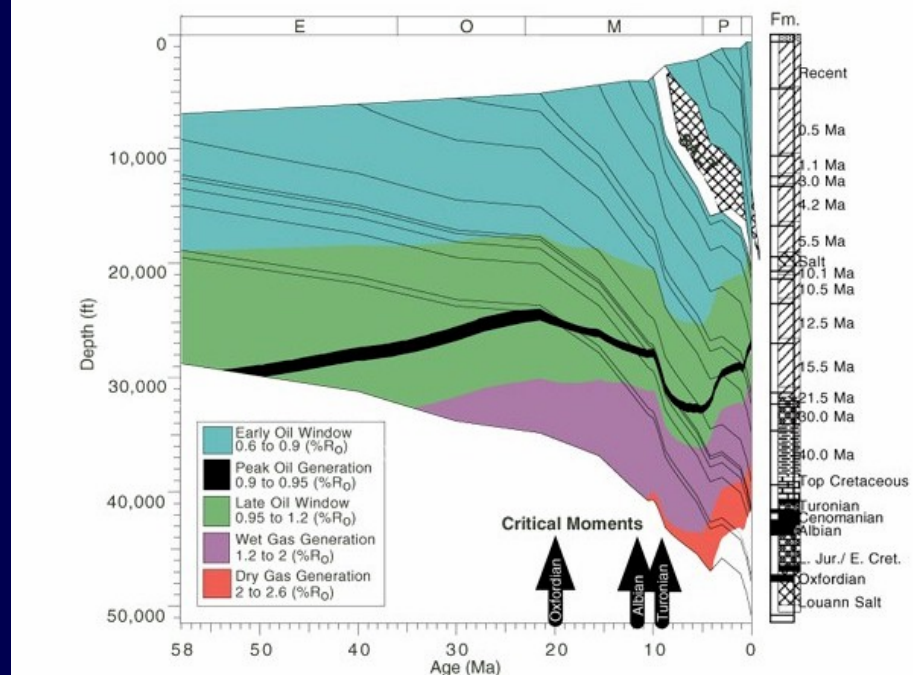 E O M P
Fm.
0
10,000
20,000
30,000
40,000
50,000
Depth (ft)
Early Oil Window
0.6 to 0.9 (%Ro)
Peak Oil Generation
0.9 to 0.95 (%Ro)
Late Oil Window
0.95 to 1.2 (%Ro)
Wet Gas Generation
1.2 to 2 (%Ro)
Dry Gas Generation
2 to 2.6 (%Ro)
Critical Moments
Oxfordian
Albian
Turonian
58 50 40 30 20 10 0
Age (Ma)
Recent
0.5 Ma
1.1 Ma
3.0 Ma
4.2 Ma
5.5 Ma
Salt
10.1 Ma
10.5 Ma
12.5 Ma
15.5 Ma
21.5 Ma
30.0 Ma
40.0 Ma
Top Cretaceous
Turonian
Cenomanian
Albian
L. Jur./ E. Cret.
Oxfordian
Louann Salt